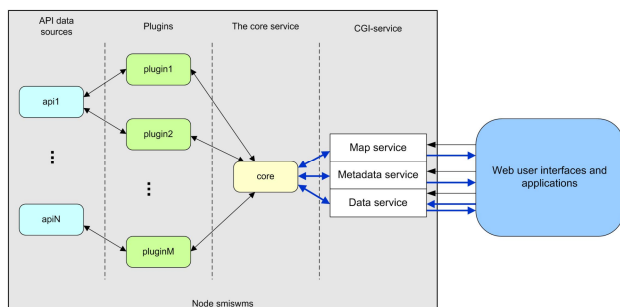 API data
sources
Plugins
The core service
CGI-service
api1
apiN
plugin1
plugin2
pluginM
core
Map service
Metadata service
Data service
Web user interfaces and
applications
Node smiswms